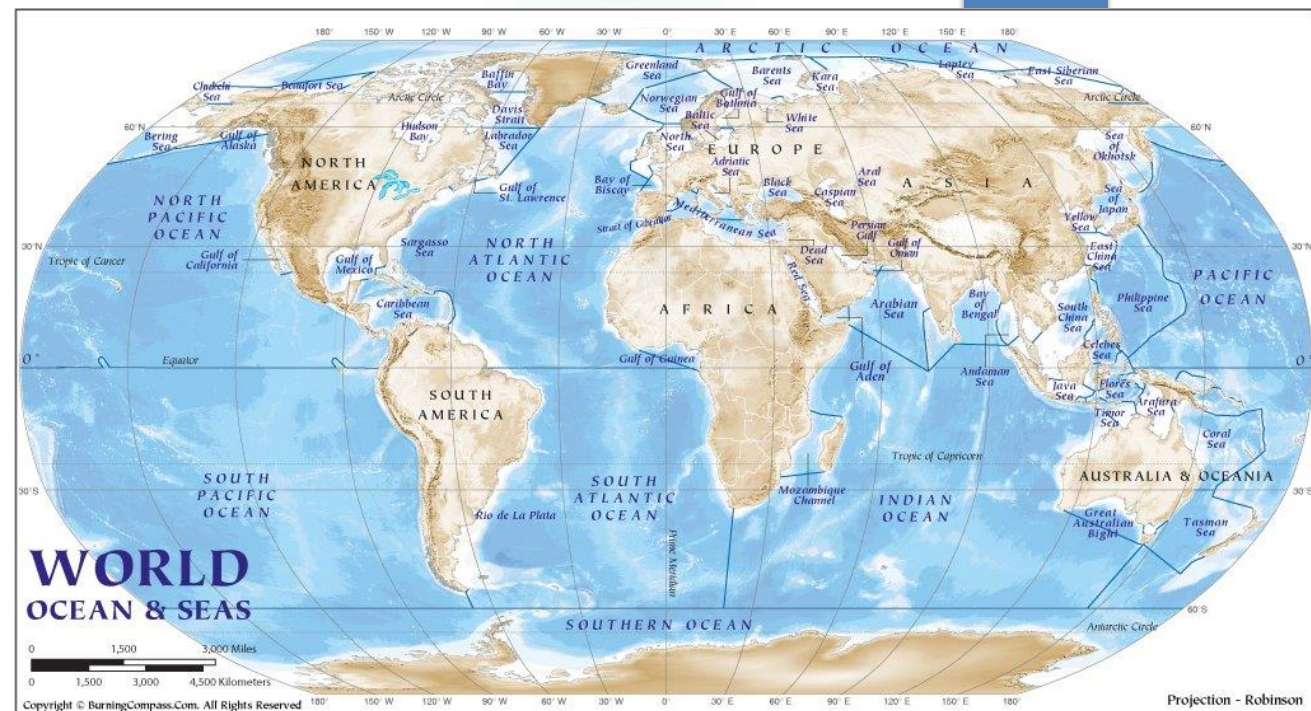 180° 150° W 120° W 90° W 60° W 30° W 0° 30° E 60° E 90° E 120° E 150° E 180°
ARCTIC OCEAN
Greenland
Sea
Barents
Sea
Kara
Sea
Laptev
Sea
East Siberian
Sea
Chukchi
Sea
Beaufort Sea
Baffin
Bay
Arctic Circle
Arctic Circle
Norwegian
Sea
Gulf of
Bothnia
Baltic
Sea
White
Sea
Davis
Strait
60°N
60°N
Bering
Sea
Gulf of
Alaska
Hudson
Bay
Labrador
Sea
North
Sea
EUROPE
Sea
of
Okhotsk
NORTH
AMERICA
Adriatic
Sea
Bay of
Biscay
Black
Sea
Caspian
Sea
Aral
Sea
ASIA
Gulf of
St. Lawrence
Sea
of
Japan
NORTH
PACIFIC
OCEAN
Strait of Gibraltar
Mediterranean Sea
Persian
Gulf
Yellow
Sea
30°N
30°N
Sargasso
Sea
NORTH
ATLANTIC
OCEAN
Dead
Sea
Gulf of
Oman
East
China
Sea
Tropic of Cancer
Gulf of
California
Gulf of
Mexico
Red Sea
PACIFIC
OCEAN
Caribbean
Sea
AFRICA
Arabian
Sea
Bay
of
Bengal
South
China
Sea
Philippine
Sea
Celebes
Sea
0°
0°
Equator
Gulf of Guinea
Gulf of
Aden
Andaman
Sea
SOUTH
AMERICA
Java
Sea
Flores
Sea
Arafura
Sea
Timor
Sea
Coral
Sea
Tropic of Capricorn
AUSTRALIA & OCEANIA
SOUTH
PACIFIC
OCEAN
SOUTH
ATLANTIC
OCEAN
Mozambique
Channel
INDIAN
OCEAN
30°S
30°S
Rio de La Plata
Great
Australian
Bight
Tasman
Sea
Prime Meridian
WORLD
OCEAN & SEAS
60°S
SOUTHERN OCEAN
Antarctic Circle
0 1,500 3,000 Miles
0 1,500 3,000 4,500 Kilometers
180° 150° W 120° W 90° W 60° W 30° W 0° 30° E 60° E 90° E 120° E 150° E 180°
Copyright © BurningCompass.Com. All Rights Reserved
Projection - Robinson